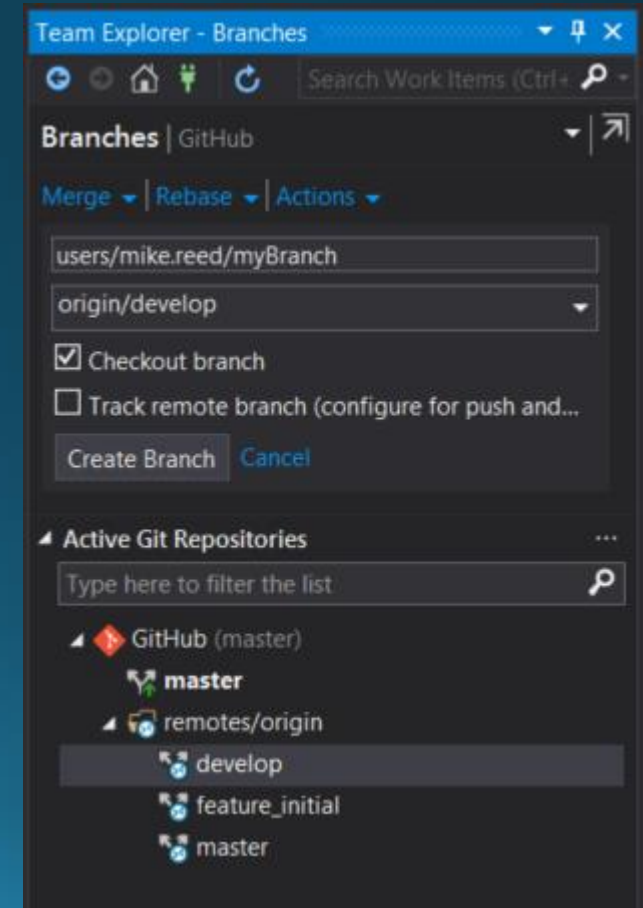 Team Explorer - Branches
Search Work Items (Ctrl+
Branches | GitHub
Merge | Rebase | Actions
users/mike.reed/myBranch
origin/develop
Checkout branch
Track remote branch (configure for push and...
Create Branch Cancel
Active Git Repositories ...
Type here to filter the list
GitHub (master)
master
remotes/origin
develop
feature_initial
master